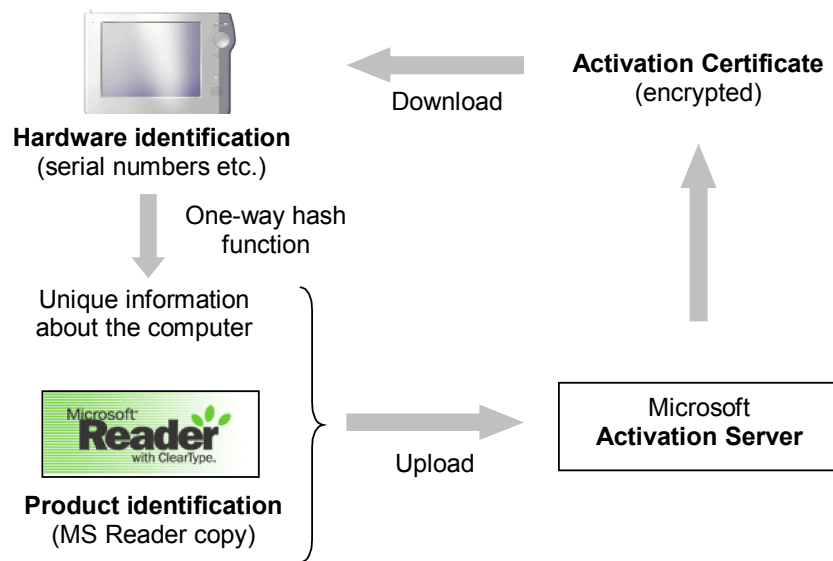 Hardware identification
(serial numbers etc.)
One-way hash
function
Unique information
about the computer
Microsoft
Reader
with ClearType.
Product identification
(MS Reader copy)
Upload
Microsoft
Activation Server
Activation Certificate
(encrypted)
Download